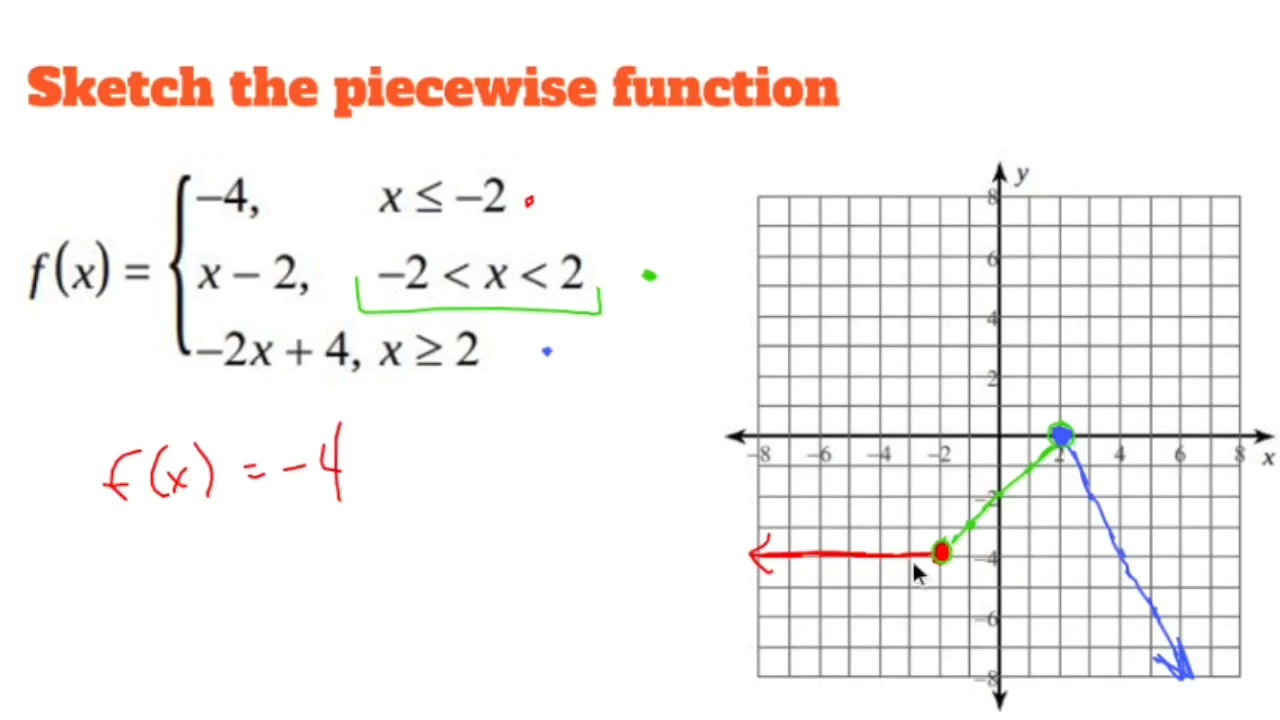 Sketch the piecewise function
−4, x ≤ −2
f(x) = { x − 2, −2 < x < 2
−2x + 4, x ≥ 2
f(x) = −4
y
8
6
4
2
−8 −6 −4 −2 2 4 6 8 x
−2
−4
−6
−8